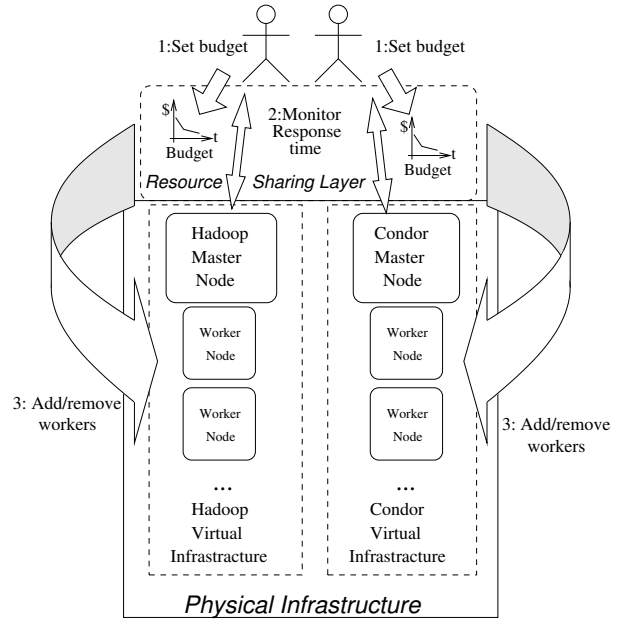 1:Set budget
1:Set budget
2:Monitor
Response
time
$
t
Budget
$
t
Budget
Resource Sharing Layer
Hadoop
Master
Node
Condor
Master
Node
Worker
Node
Worker
Node
Worker
Node
Worker
Node
3: Add/remove
workers
3: Add/remove
workers
...
Hadoop
Virtual
Infrastracture
...
Condor
Virtual
Infrastracture
Physical Infrastructure